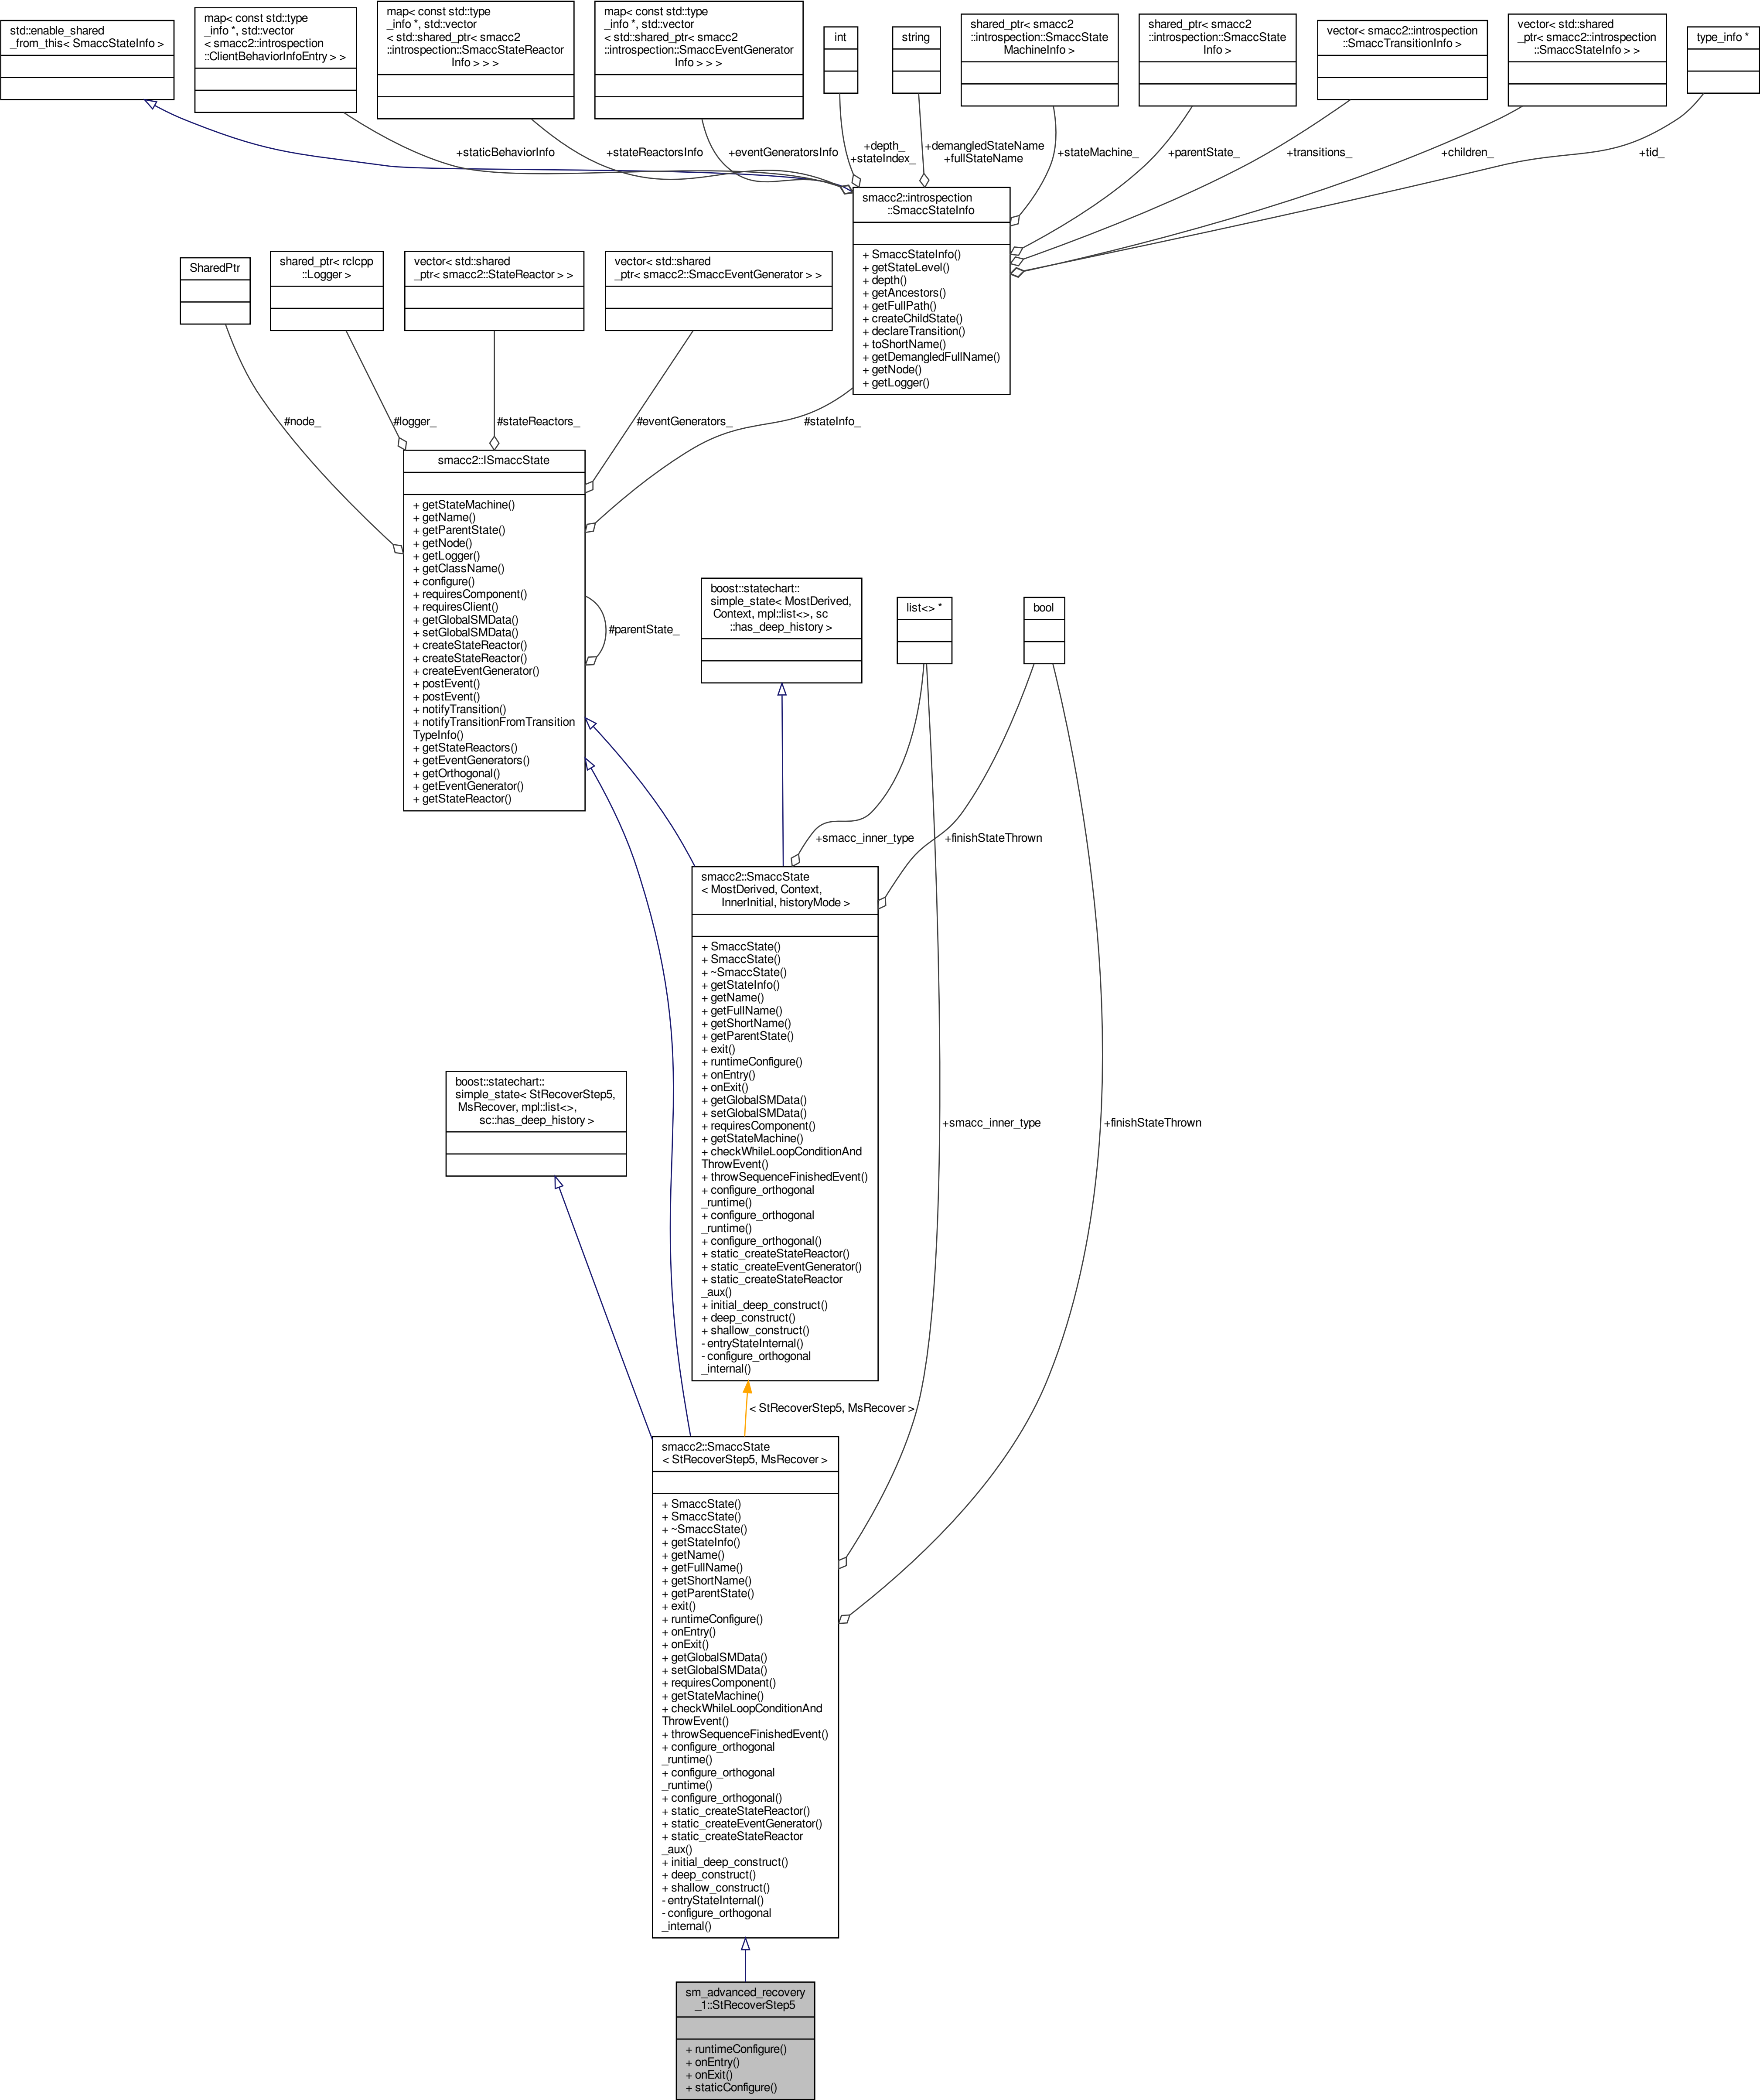 std::enable_shared
_from_this< SmaccStateInfo >
map< const std::type
_info *, std::vector
< smacc2::introspection
::ClientBehaviorInfoEntry > >
map< const std::type
_info *, std::vector
< std::shared_ptr< smacc2
::introspection::SmaccStateReactor
Info > > >
map< const std::type
_info *, std::vector
< std::shared_ptr< smacc2
::introspection::SmaccEventGenerator
Info > > >
int
string
shared_ptr< smacc2
::introspection::SmaccState
MachineInfo >
shared_ptr< smacc2
::introspection::SmaccState
Info >
vector< smacc2::introspection
::SmaccTransitionInfo >
vector< std::shared
_ptr< smacc2::introspection
::SmaccStateInfo > >
type_info *
+staticBehaviorInfo
+stateReactorsInfo
+eventGeneratorsInfo
+depth_
+stateIndex_
+demangledStateName
+fullStateName
+stateMachine_
+parentState_
+transitions_
+children_
+tid_
smacc2::introspection
::SmaccStateInfo
+ SmaccStateInfo()
+ getStateLevel()
+ depth()
+ getAncestors()
+ getFullPath()
+ createChildState()
+ declareTransition()
+ toShortName()
+ getDemangledFullName()
+ getNode()
+ getLogger()
SharedPtr
shared_ptr< rclcpp
::Logger >
vector< std::shared
_ptr< smacc2::StateReactor > >
vector< std::shared
_ptr< smacc2::SmaccEventGenerator > >
#node_
#logger_
#stateReactors_
#eventGenerators_
#stateInfo_
smacc2::ISmaccState
+ getStateMachine()
+ getName()
+ getParentState()
+ getNode()
+ getLogger()
+ getClassName()
+ configure()
+ requiresComponent()
+ requiresClient()
+ getGlobalSMData()
+ setGlobalSMData()
+ createStateReactor()
+ createStateReactor()
+ createEventGenerator()
+ postEvent()
+ postEvent()
+ notifyTransition()
+ notifyTransitionFromTransition
TypeInfo()
+ getStateReactors()
+ getEventGenerators()
+ getOrthogonal()
+ getEventGenerator()
+ getStateReactor()
#parentState_
boost::statechart::
simple_state< MostDerived,
Context, mpl::list<>, sc
::has_deep_history >
list<> *
bool
+smacc_inner_type
+finishStateThrown
smacc2::SmaccState
< MostDerived, Context,
InnerInitial, historyMode >
+ SmaccState()
+ SmaccState()
+ ~SmaccState()
+ getStateInfo()
+ getName()
+ getFullName()
+ getShortName()
+ getParentState()
+ exit()
+ runtimeConfigure()
+ onEntry()
+ onExit()
+ getGlobalSMData()
+ setGlobalSMData()
+ requiresComponent()
+ getStateMachine()
+ checkWhileLoopConditionAnd
ThrowEvent()
+ throwSequenceFinishedEvent()
+ configure_orthogonal
_runtime()
+ configure_orthogonal
_runtime()
+ configure_orthogonal()
+ static_createStateReactor()
+ static_createEventGenerator()
+ static_createStateReactor
_aux()
+ initial_deep_construct()
+ deep_construct()
+ shallow_construct()
- entryStateInternal()
- configure_orthogonal
_internal()
boost::statechart::
simple_state< StRecoverStep5,
MsRecover, mpl::list<>,
sc::has_deep_history >
+smacc_inner_type
+finishStateThrown
< StRecoverStep5, MsRecover >
smacc2::SmaccState
< StRecoverStep5, MsRecover >
+ SmaccState()
+ SmaccState()
+ ~SmaccState()
+ getStateInfo()
+ getName()
+ getFullName()
+ getShortName()
+ getParentState()
+ exit()
+ runtimeConfigure()
+ onEntry()
+ onExit()
+ getGlobalSMData()
+ setGlobalSMData()
+ requiresComponent()
+ getStateMachine()
+ checkWhileLoopConditionAnd
ThrowEvent()
+ throwSequenceFinishedEvent()
+ configure_orthogonal
_runtime()
+ configure_orthogonal
_runtime()
+ configure_orthogonal()
+ static_createStateReactor()
+ static_createEventGenerator()
+ static_createStateReactor
_aux()
+ initial_deep_construct()
+ deep_construct()
+ shallow_construct()
- entryStateInternal()
- configure_orthogonal
_internal()
sm_advanced_recovery
_1::StRecoverStep5
+ runtimeConfigure()
+ onEntry()
+ onExit()
+ staticConfigure()